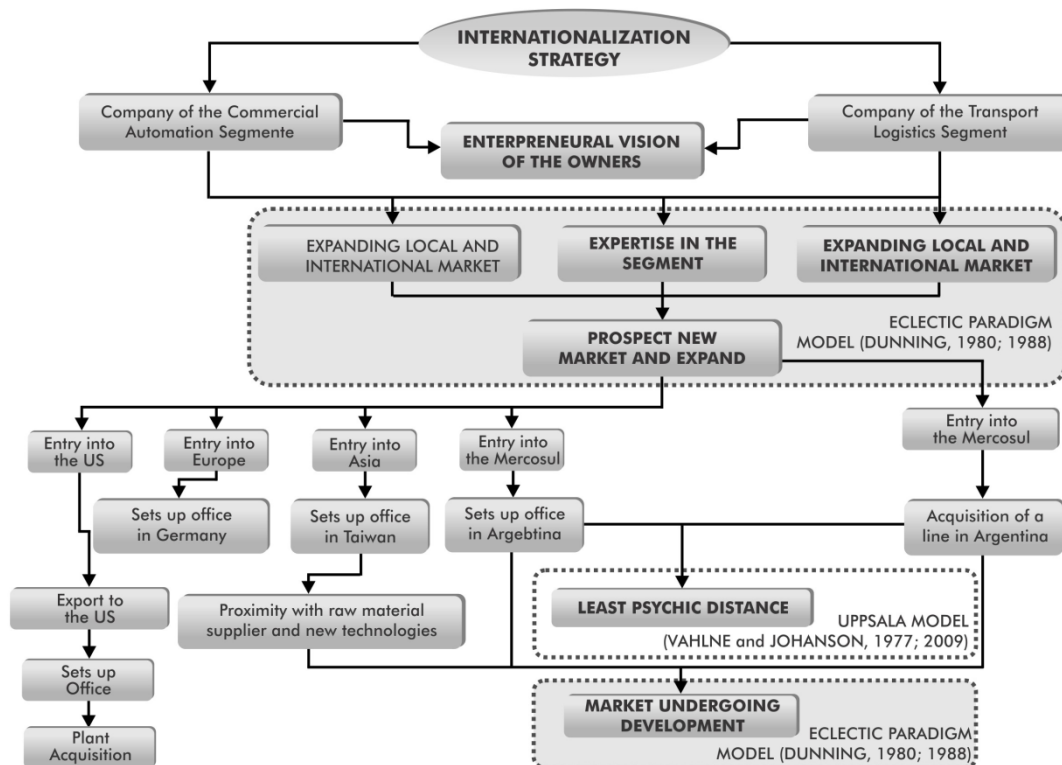 INTERNATIONALIZATION
STRATEGY
Company of the Commercial
Automation Segmente
Company of the Transport
Logistics Segment
ENTERPRENEURAL VISION
OF THE OWNERS
EXPANDING LOCAL AND
INTERNATIONAL MARKET
EXPERTISE IN THE
SEGMENT
EXPANDING LOCAL AND
INTERNATIONAL MARKET
PROSPECT NEW
MARKET AND EXPAND
ECLECTIC PARADIGM
MODEL (DUNNING, 1980; 1988)
Entry into
the US
Entry into
Europe
Entry into
Asia
Entry into
the Mercosul
Entry into
the Mercosul
Sets up office
in Germany
Sets up office
in Taiwan
Sets up office
in Argebtina
Acquisition of a
line in Argentina
Export to
the US
Proximity with raw material
supplier and new technologies
LEAST PSYCHIC DISTANCE
UPPSALA MODEL
(VAHLNE and JOHANSON, 1977; 2009)
Sets up
Office
MARKET UNDERGOING
DEVELOPMENT
Plant
Acquisition
ECLECTIC PARADIGM
MODEL (DUNNING, 1980; 1988)